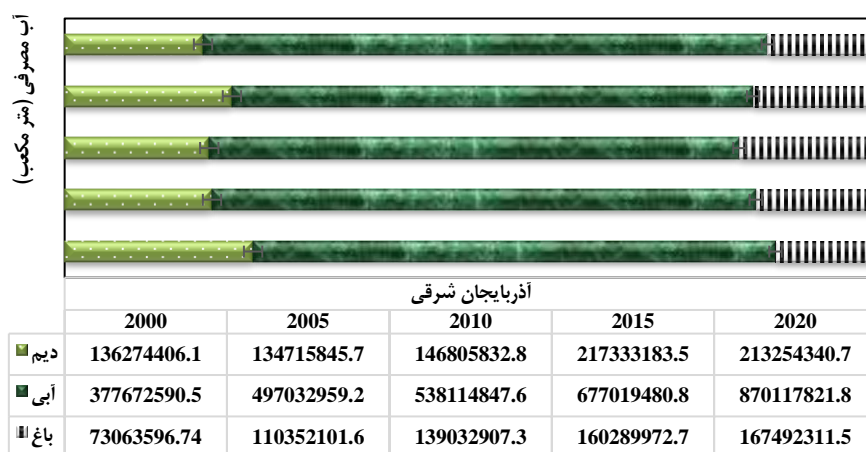 آب مصرفی (متر مکعب)
آذربایجان شرقی
2000 2005 2010 2015 2020
دیم 136274406.1 134715845.7 146805832.8 217333183.5 213254340.7
آبی 377672590.5 497032959.2 538114847.6 677019480.8 870117821.8
باغ 73063596.74 110352101.6 139032907.3 160289972.7 167492311.5